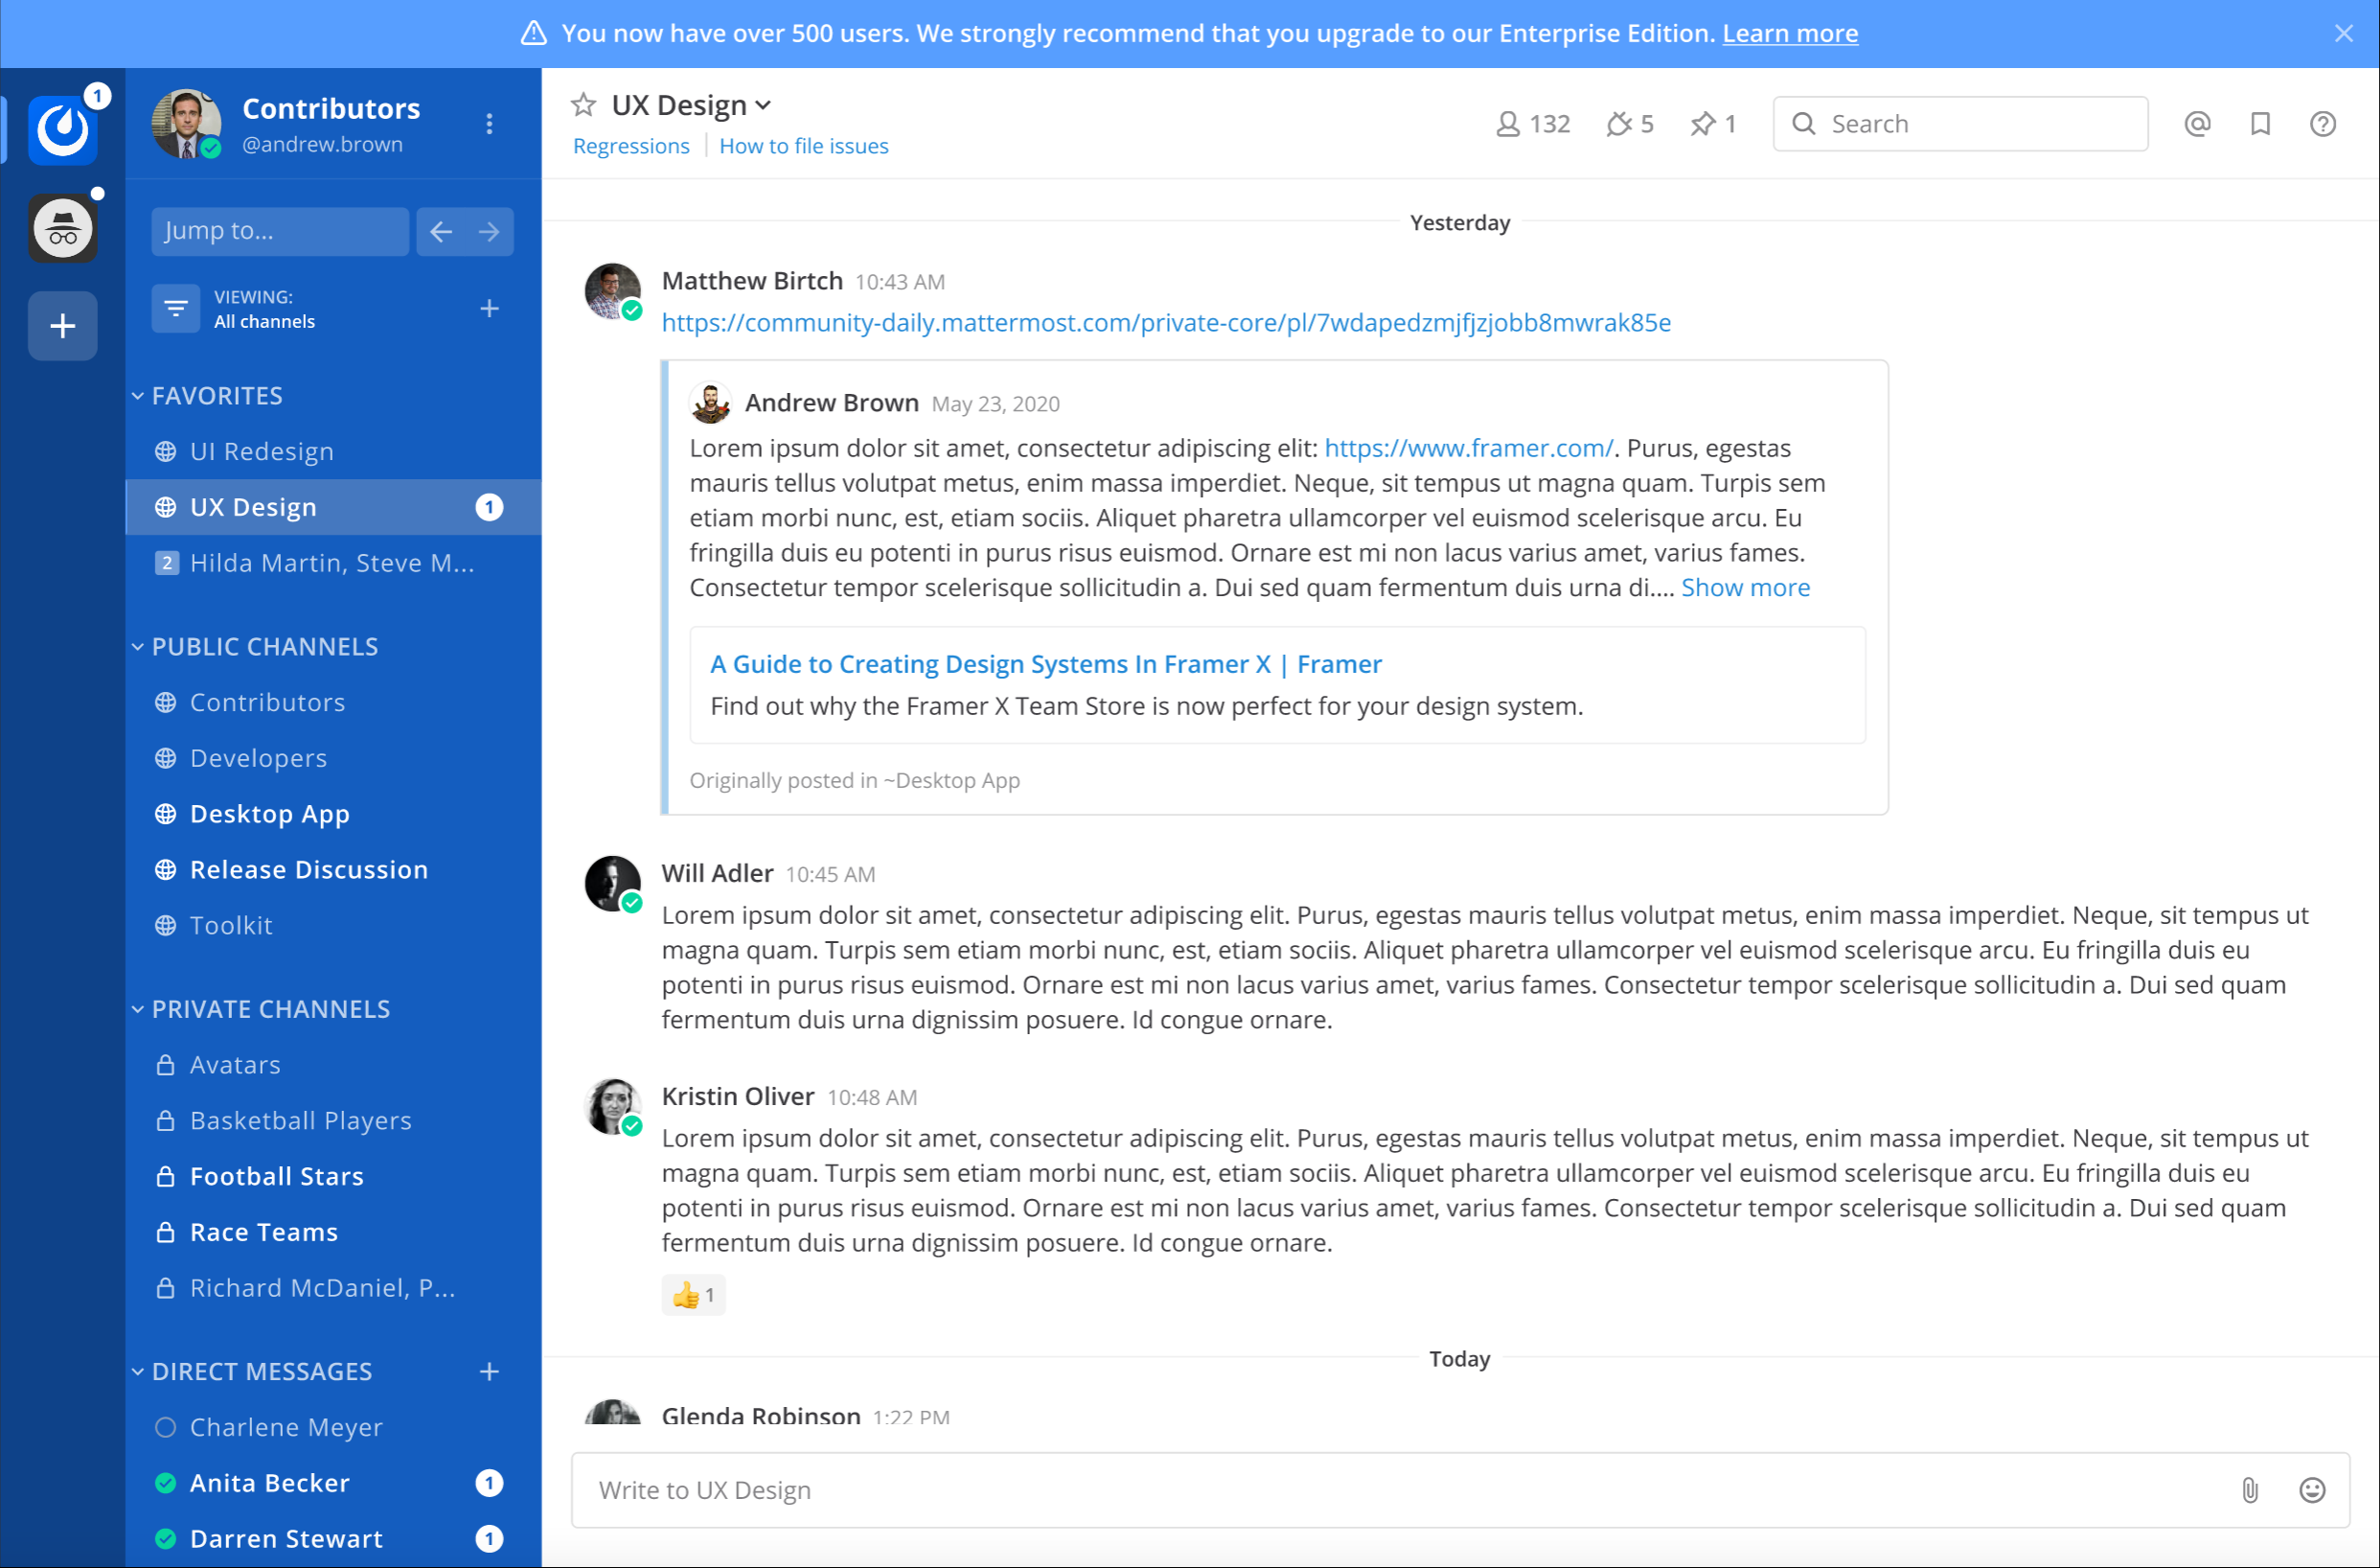 You now have over 500 users. We strongly recommend that you upgrade to our Enterprise Edition. Learn more
1
Contributors
@andrew.brown
Jump to...
VIEWING:
All channels
FAVORITES
UI Redesign
UX Design 1
2 Hilda Martin, Steve M...
PUBLIC CHANNELS
Contributors
Developers
Desktop App
Release Discussion
Toolkit
PRIVATE CHANNELS
Avatars
Basketball Players
Football Stars
Race Teams
Richard McDaniel, P...
DIRECT MESSAGES
Charlene Meyer
Anita Becker 1
Darren Stewart 1
UX Design
Regressions How to file issues
132 5 1 Search
Yesterday
Matthew Birtch 10:43 AM
https://community-daily.mattermost.com/private-core/pl/7wdapedzmjfjzjobb8mwrak85e
Andrew Brown May 23, 2020
Lorem ipsum dolor sit amet, consectetur adipiscing elit: https://www.framer.com/. Purus, egestas
mauris tellus volutpat metus, enim massa imperdiet. Neque, sit tempus ut magna quam. Turpis sem
etiam morbi nunc, est, etiam sociis. Aliquet pharetra ullamcorper vel euismod scelerisque arcu. Eu
fringilla duis eu potenti in purus risus euismod. Ornare est mi non lacus varius amet, varius fames.
Consectetur tempor scelerisque sollicitudin a. Dui sed quam fermentum duis urna di.... Show more
A Guide to Creating Design Systems In Framer X | Framer
Find out why the Framer X Team Store is now perfect for your design system.
Originally posted in ~Desktop App
Will Adler 10:45 AM
Lorem ipsum dolor sit amet, consectetur adipiscing elit. Purus, egestas mauris tellus volutpat metus, enim massa imperdiet. Neque, sit tempus ut
magna quam. Turpis sem etiam morbi nunc, est, etiam sociis. Aliquet pharetra ullamcorper vel euismod scelerisque arcu. Eu fringilla duis eu
potenti in purus risus euismod. Ornare est mi non lacus varius amet, varius fames. Consectetur tempor scelerisque sollicitudin a. Dui sed quam
fermentum duis urna dignissim posuere. Id congue ornare.
Kristin Oliver 10:48 AM
Lorem ipsum dolor sit amet, consectetur adipiscing elit. Purus, egestas mauris tellus volutpat metus, enim massa imperdiet. Neque, sit tempus ut
magna quam. Turpis sem etiam morbi nunc, est, etiam sociis. Aliquet pharetra ullamcorper vel euismod scelerisque arcu. Eu fringilla duis eu
potenti in purus risus euismod. Ornare est mi non lacus varius amet, varius fames. Consectetur tempor scelerisque sollicitudin a. Dui sed quam
fermentum duis urna dignissim posuere. Id congue ornare.
👍 1
Today
Glenda Robinson 1:22 PM
Write to UX Design